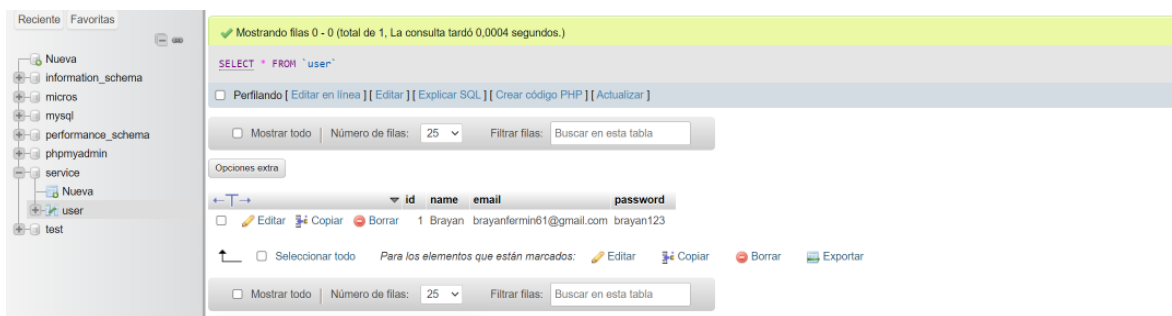 Reciente Favoritas
Nueva
information_schema
micros
mysql
performance_schema
phpmyadmin
service
Nueva
user
test
Mostrando filas 0 - 0 (total de 1, La consulta tardó 0,0004 segundos.)
SELECT * FROM `user`
Perfilando [ Editar en línea ] [ Editar ] [ Explicar SQL ] [ Crear código PHP ] [ Actualizar ]
Mostrar todo | Número de filas: 25 Filtrar filas: Buscar en esta tabla
Opciones extra
id name email password
Editar Copiar Borrar 1 Brayan brayanfermin61@gmail.com brayan123
Seleccionar todo Para los elementos que están marcados: Editar Copiar Borrar Exportar
Mostrar todo | Número de filas: 25 Filtrar filas: Buscar en esta tabla